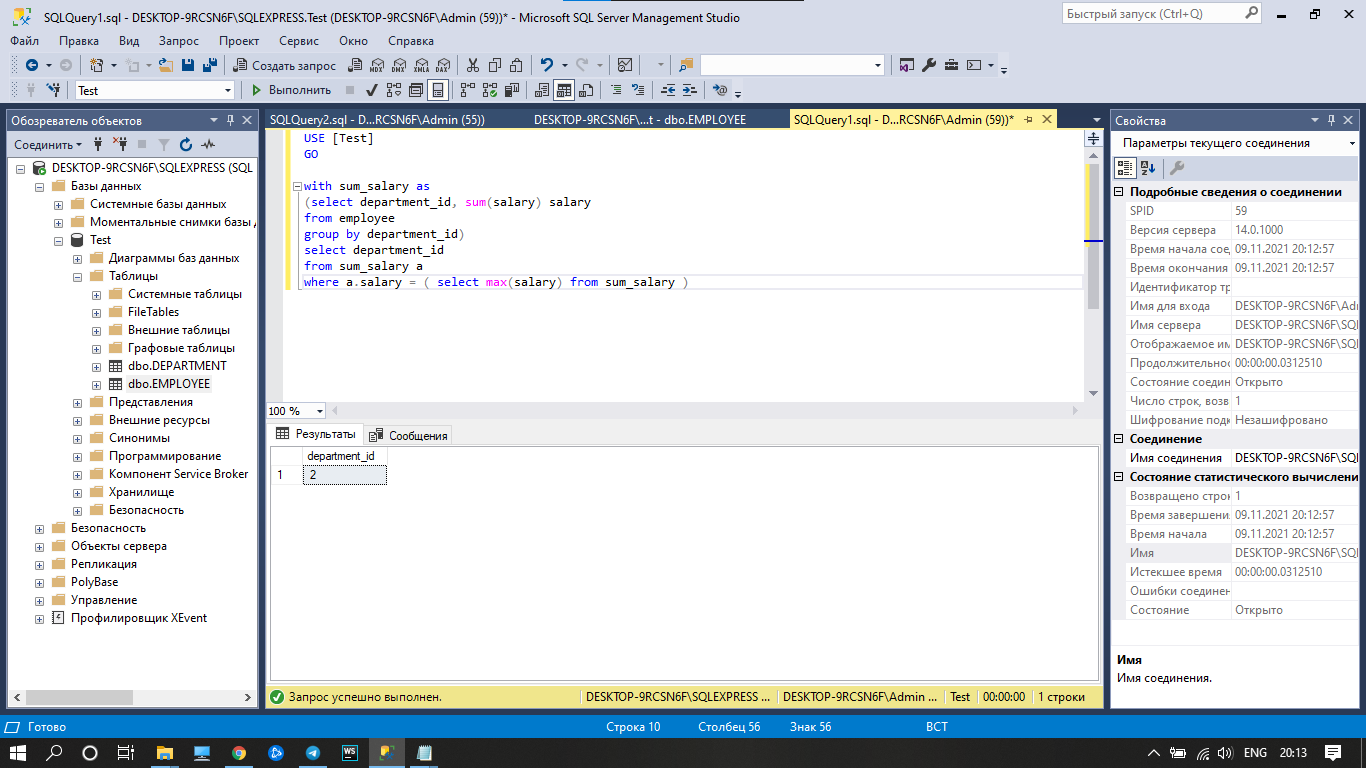 SQLQuery1.sql - DESKTOP-9RCSN6F\SQLEXPRESS.Test (DESKTOP-9RCSN6F\Admin (59))* - Microsoft SQL Server Management Studio
Быстрый запуск (Ctrl+Q)
Файл Правка Вид Запрос Проект Сервис Окно Справка
Создать запрос MDX DMX XMLA DAX
Test Выполнить
Обозреватель объектов
Соединить
DESKTOP-9RCSN6F\SQLEXPRESS (SQL
Базы данных
Системные базы данных
Моментальные снимки базы
Test
Диаграммы баз данных
Таблицы
Системные таблицы
FileTables
Внешние таблицы
Графовые таблицы
dbo.DEPARTMENT
dbo.EMPLOYEE
Представления
Внешние ресурсы
Синонимы
Программирование
Компонент Service Broker
Хранилище
Безопасность
Безопасность
Объекты сервера
Репликация
PolyBase
Управление
Профилировщик XEvent
SQLQuery2.sql - D...RCSN6F\Admin (55)) DESKTOP-9RCSN6F\...t - dbo.EMPLOYEE SQLQuery1.sql - D...RCSN6F\Admin (59))*
USE [Test]
GO
with sum_salary as
(select department_id, sum(salary) salary
from employee
group by department_id)
select department_id
from sum_salary a
where a.salary = ( select max(salary) from sum_salary )
100 %
Результаты Сообщения
department_id
1 2
Запрос успешно выполнен. DESKTOP-9RCSN6F\SQLEXPRESS ... DESKTOP-9RCSN6F\Admin ... Test 00:00:00 1 строки
Свойства
Параметры текущего соединения
Подробные сведения о соединении
SPID 59
Версия сервера 14.0.1000
Время начала сое 09.11.2021 20:12:57
Время окончания 09.11.2021 20:12:57
Идентификатор тр
Имя для входа DESKTOP-9RCSN6F\Adi
Имя сервера DESKTOP-9RCSN6F\SQI
Отображаемое им DESKTOP-9RCSN6F\SQI
Продолжительнос 00:00:00.0312510
Состояние соедин Открыто
Число строк, возв 1
Шифрование подк Незашифровано
Соединение
Имя соединения DESKTOP-9RCSN6F\SQI
Состояние статистического вычислени
Возвращено строк 1
Время завершения 09.11.2021 20:12:57
Время начала 09.11.2021 20:12:57
Имя DESKTOP-9RCSN6F\SQI
Истекшее время 00:00:00.0312510
Ошибки соединен
Состояние Открыто
Имя
Имя соединения.
Готово Строка 10 Столбец 56 Знак 56 ВСТ
WS ENG 20:13